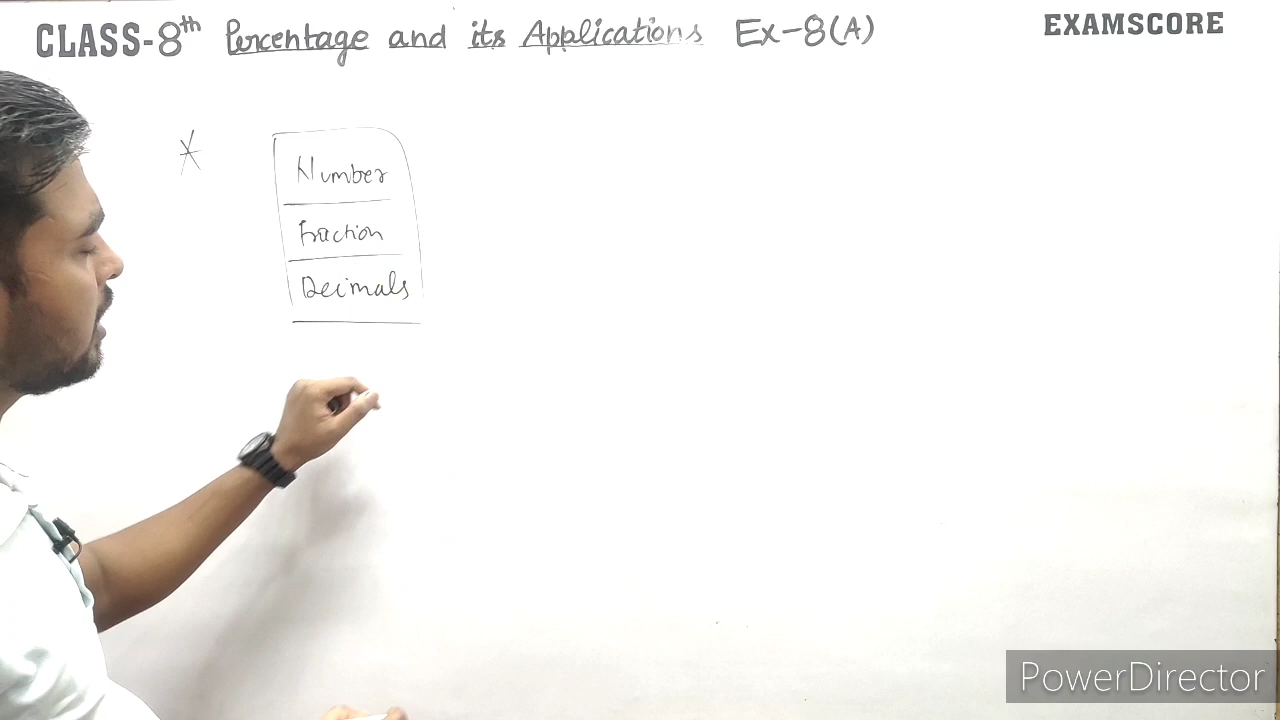 CLASS-8th Percentage and its Applications Ex-8(A)
EXAMSCORE
Number
Fraction
Decimals
PowerDirector